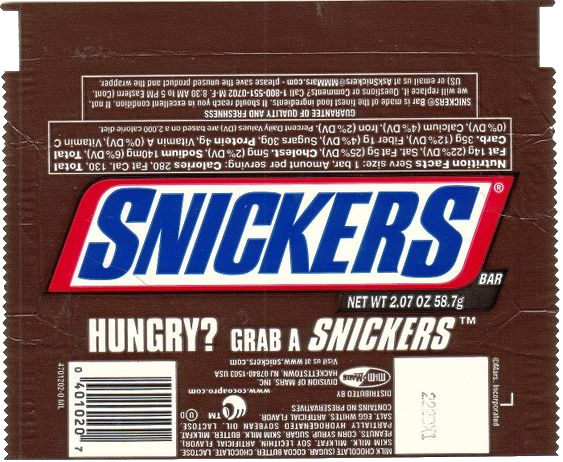 (US) or email us at AskSnickers@MMMars.com - please save the unused product and the wrapper.
we will replace it. Questions or Comments? Call 1-800-551-0702 M-F, 8:30 AM to 5 PM Eastern (Cont.
SNICKERS® Bar is made of the finest food ingredients. It should reach you in excellent condition. If not,
GUARANTEE OF QUALITY AND FRESHNESS
(0% DV), Calcium (4% DV), Iron (2% DV). Percent Daily Values (DV) are based on a 2,000 calorie diet.
Carb. 35g (12% DV), Fiber 1g (4% DV), Sugars 30g, Protein 4g, Vitamin A (0% DV), Vitamin C
Fat 14g (22% DV), Sat. Fat 5g (25% DV), Cholest. 5mg (2% DV), Sodium 140mg (6% DV), Total
Nutrition Facts Serv. size: 1 bar, Amount per serving: Calories 280, Fat Cal. 130, Total
SNICKERS®
BAR
NET WT 2.07 OZ 58.7g
HUNGRY? GRAB A SNICKERS™
Visit us at www.snickers.com
HACKETTSTOWN, NJ 07840-1503 USA
DIVISION OF MARS, INC.
DISTRIBUTED BY
www.cocoapro.com
CONTAINS NO PRESERVATIVES
SALT, EGG WHITES, ARTIFICIAL FLAVOR.
PARTIALLY HYDROGENATED SOYBEAN OIL, LACTOSE,
PEANUTS, CORN SYRUP, SUGAR, SKIM MILK, BUTTER, MILKFAT,
SKIM MILK, MILKFAT, SOY LECITHIN, ARTIFICIAL FLAVOR),
MILK CHOCOLATE (SUGAR, COCOA BUTTER, CHOCOLATE, LACTOSE,
©Mars, Incorporated
0 401020 7